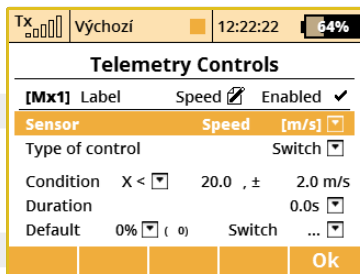 Tx Výchozí 12:22:22 64%
Telemetry Controls
[Mx1] Label Speed Enabled ✔
Sensor Speed [m/s]
Type of control Switch
Condition X < 20.0 , ± 2.0 m/s
Duration 0.0s
Default 0% ( 0) Switch ...
Ok